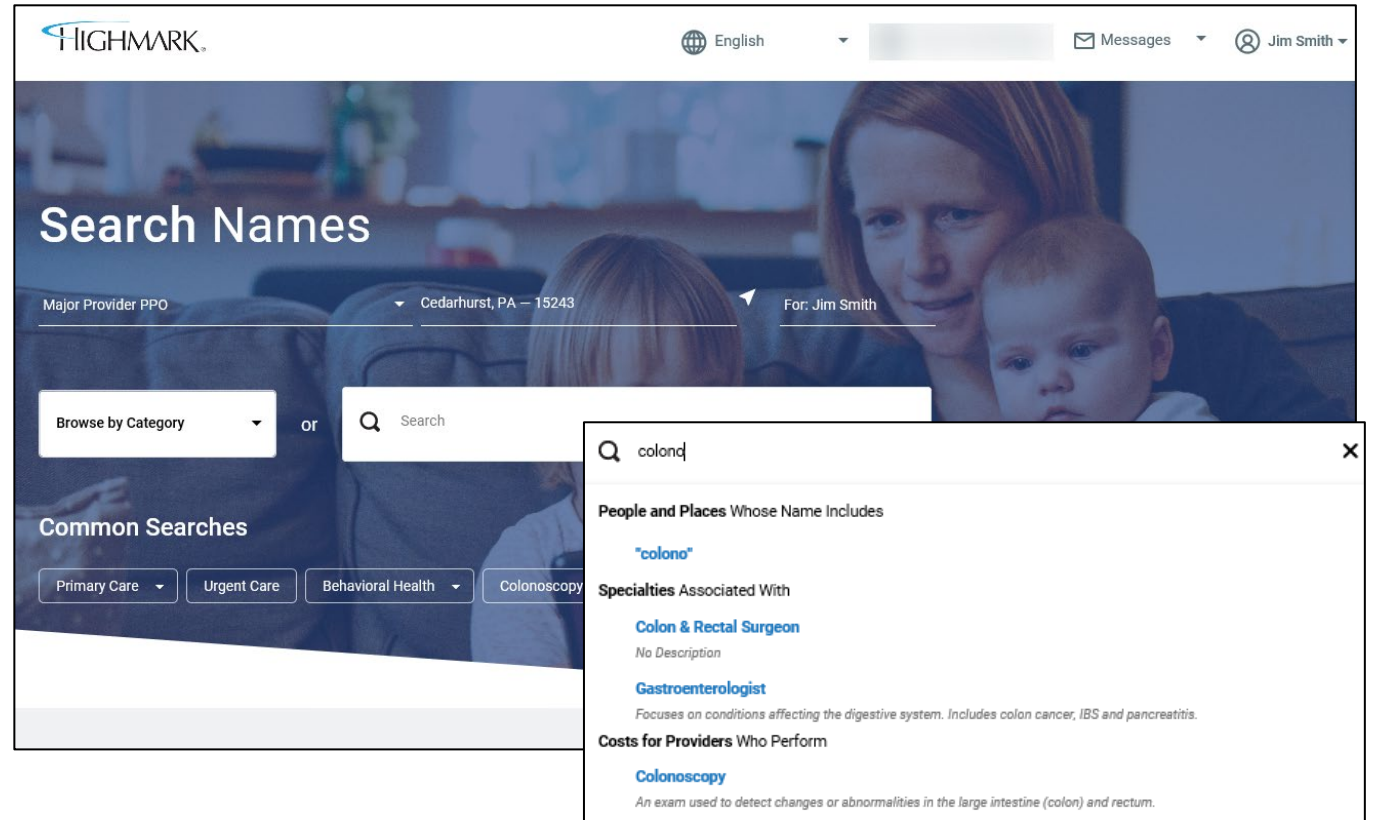 HIGHMARK®
English
Messages
Jim Smith
Search Names
Major Provider PPO
Cedarhurst, PA — 15243
For: Jim Smith
Browse by Category
or
Search
Common Searches
Primary Care
Urgent Care
Behavioral Health
Colonoscopy
colono
People and Places Whose Name Includes
"colono"
Specialties Associated With
Colon & Rectal Surgeon
No Description
Gastroenterologist
Focuses on conditions affecting the digestive system. Includes colon cancer, IBS and pancreatitis.
Costs for Providers Who Perform
Colonoscopy
An exam used to detect changes or abnormalities in the large intestine (colon) and rectum.